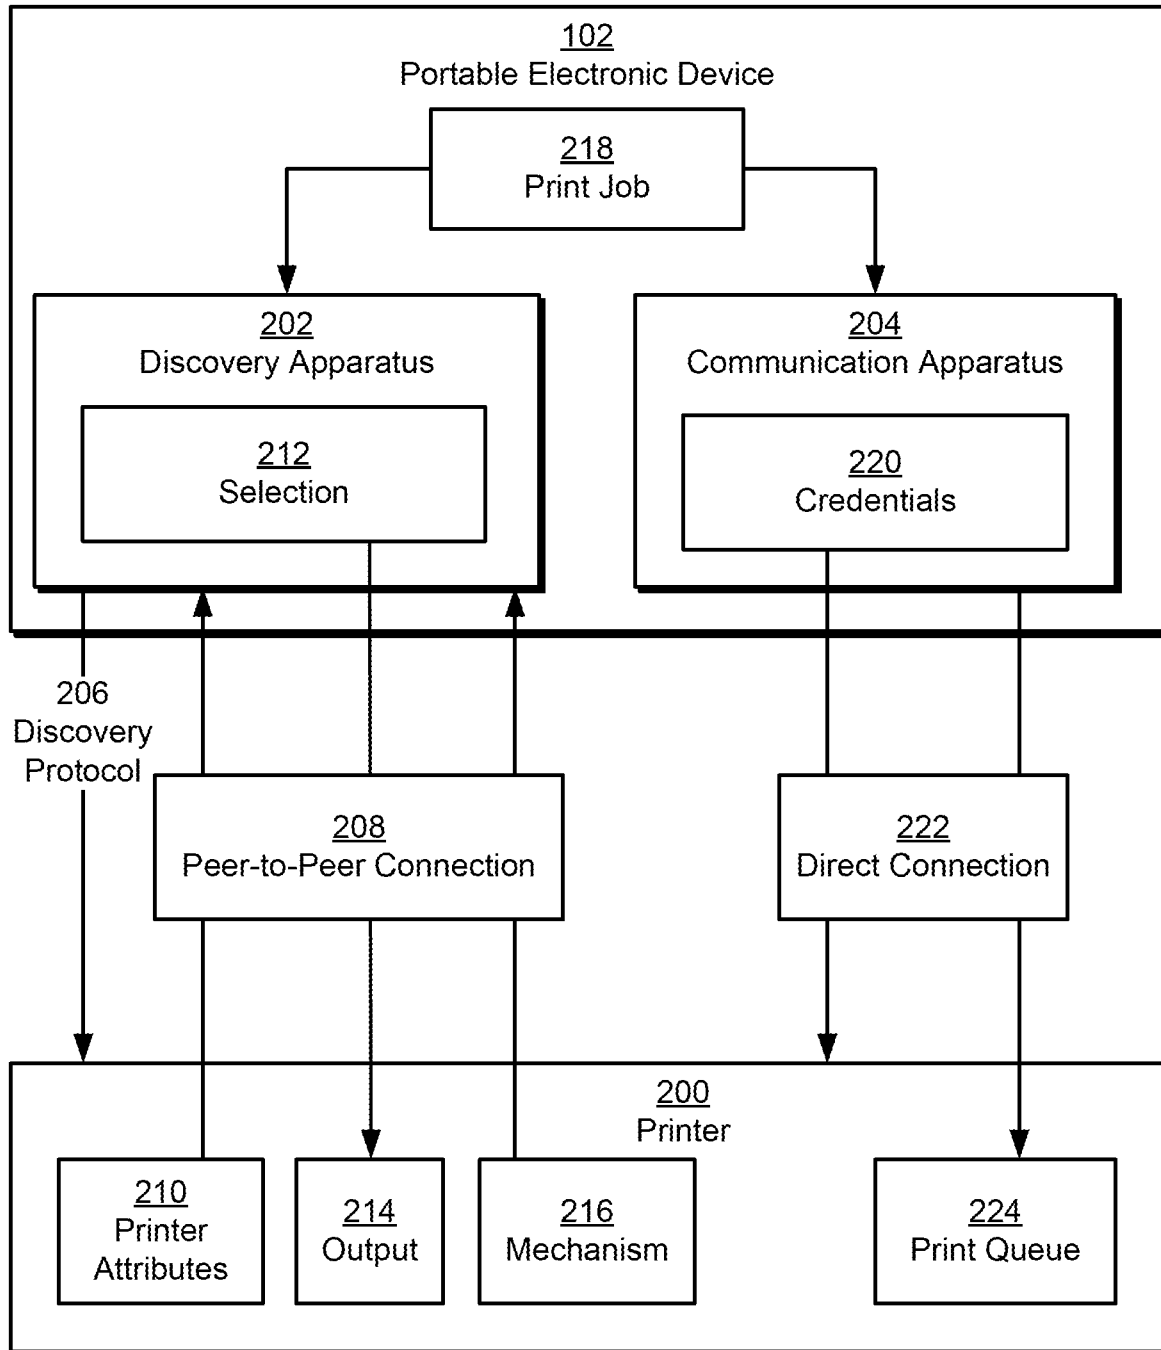 102
Portable Electronic Device
218
Print Job
202
Discovery Apparatus
212
Selection
204
Communication Apparatus
220
Credentials
206
Discovery
Protocol
208
Peer-to-Peer Connection
222
Direct Connection
200
Printer
210
Printer
Attributes
214
Output
216
Mechanism
224
Print Queue